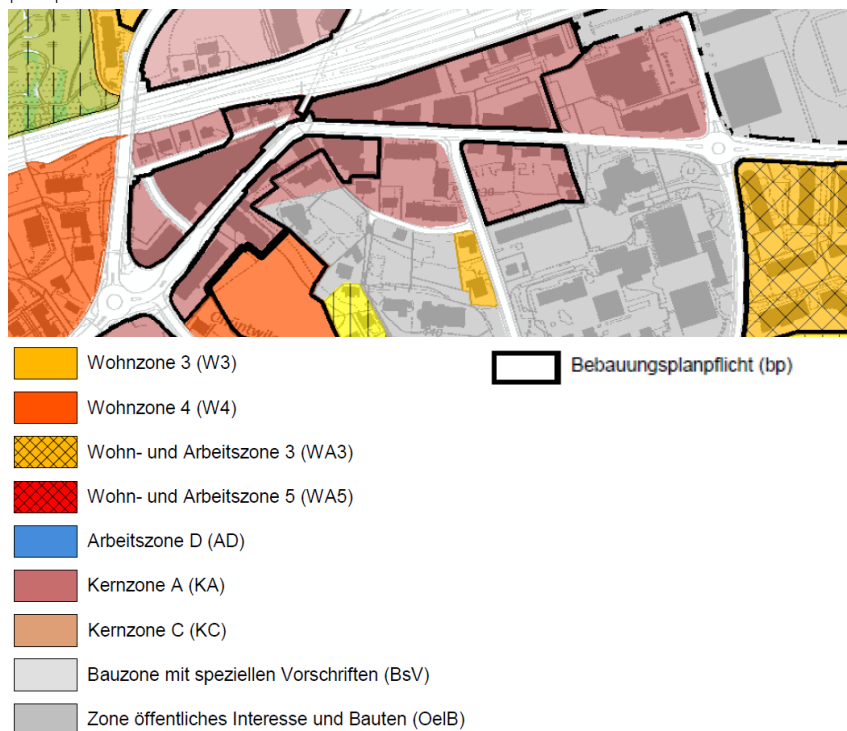 Wohnzone 3 (W3)
Bebauungsplanpflicht (bp)
Wohnzone 4 (W4)
Wohn- und Arbeitszone 3 (WA3)
Wohn- und Arbeitszone 5 (WA5)
Arbeitszone D (AD)
Kernzone A (KA)
Kernzone C (KC)
Bauzone mit speziellen Vorschriften (BsV)
Zone öffentliches Interesse und Bauten (OeIB)